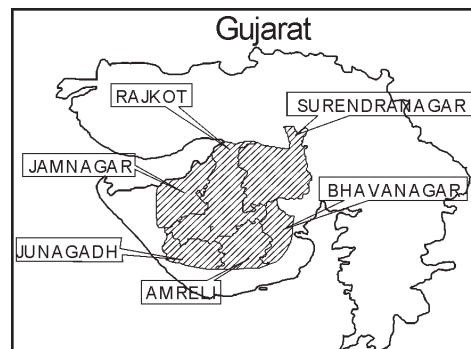 Gujarat
RAJKOT
SURENDRANAGAR
JAMNAGAR
BHAVANAGAR
JUNAGADH
AMRELI